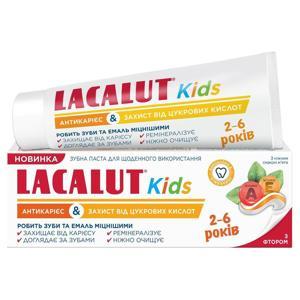 LACALUT Kids
АНТИКАРІЄС & ЗАХИСТ ВІД ЦУКРОВИХ КИСЛОТ
РОБИТЬ ЗУБИ ТА ЕМАЛЬ МІЦНІШИМИ
ЗАХИЩАЄ ВІД КАРІЄСУ РЕМІНЕРАЛІЗУЄ
ДОГЛЯДАЄ ЗА ЗУБАМИ НІЖНО ОЧИЩУЄ
2-6
РОКІВ
НОВИНКА ЗУБНА ПАСТА ДЛЯ ЩОДЕННОГО ВИКОРИСТАННЯ
LACALUT Kids
АНТИКАРІЄС & ЗАХИСТ ВІД ЦУКРОВИХ КИСЛОТ
РОБИТЬ ЗУБИ ТА ЕМАЛЬ МІЦНІШИМИ
ЗАХИЩАЄ ВІД КАРІЄСУ РЕМІНЕРАЛІЗУЄ
ДОГЛЯДАЄ ЗА ЗУБАМИ НІЖНО ОЧИЩУЄ
A E
2-6
РОКІВ
З ФТОРОМ